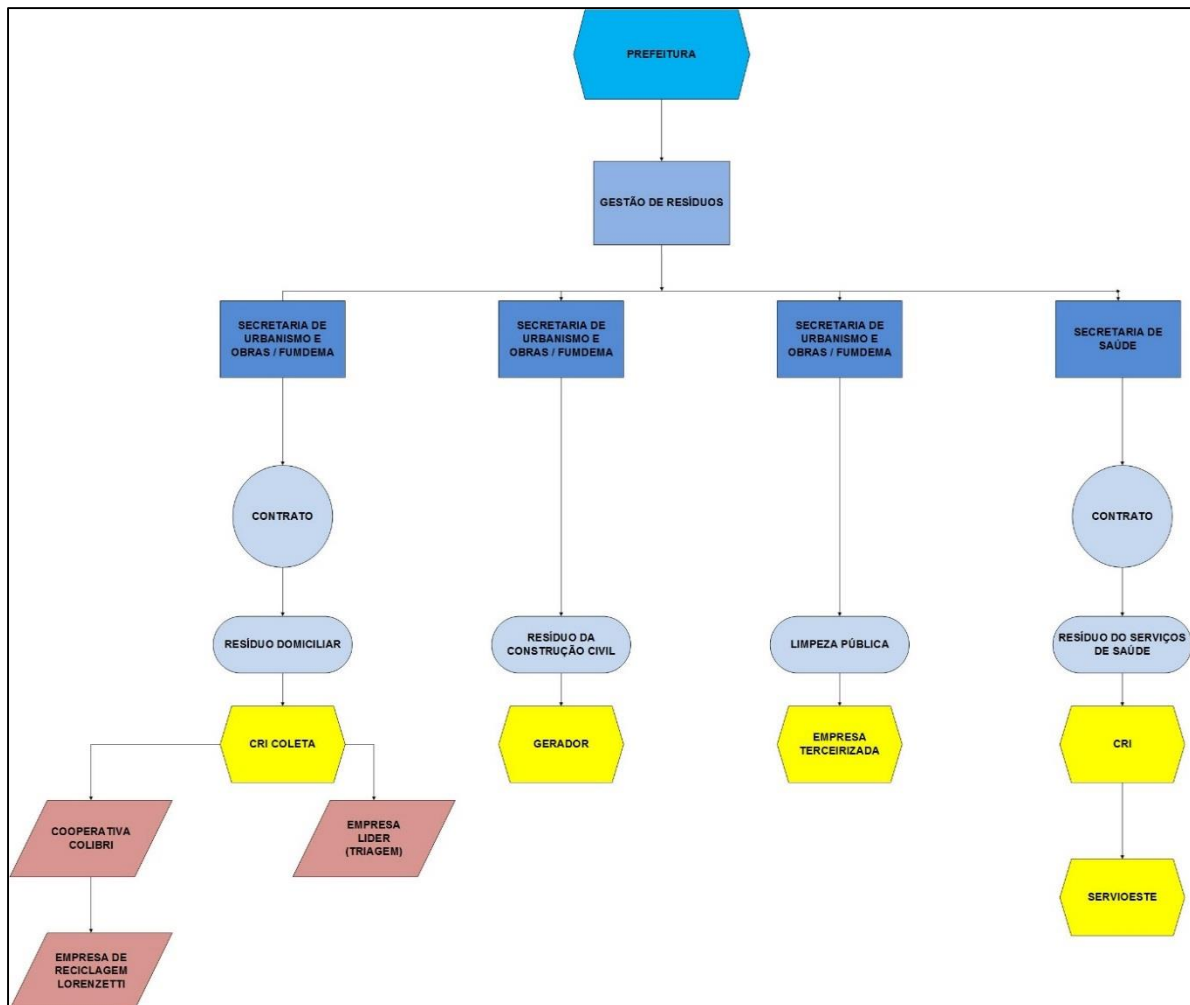 PREFEITURA
GESTÃO DE RESÍDUOS
SECRETARIA DE
URBANISMO E
OBRAS / FUMDEMA
SECRETARIA DE
URBANISMO E
OBRAS / FUMDEMA
SECRETARIA DE
URBANISMO E
OBRAS / FUMDEMA
SECRETARIA DE
SAÚDE
CONTRATO
CONTRATO
RESÍDUO DOMICILIAR
RESÍDUO DA
CONSTRUÇÃO CIVIL
LIMPEZA PÚBLICA
RESÍDUO DO SERVIÇOS
DE SAÚDE
CRI COLETA
GERADOR
EMPRESA
TERCEIRIZADA
CRI
COOPERATIVA
COLIBRI
EMPRESA
LIDER
(TRIAGEM)
SERVIOESTE
EMPRESA DE
RECICLAGEM
LORENZETTI